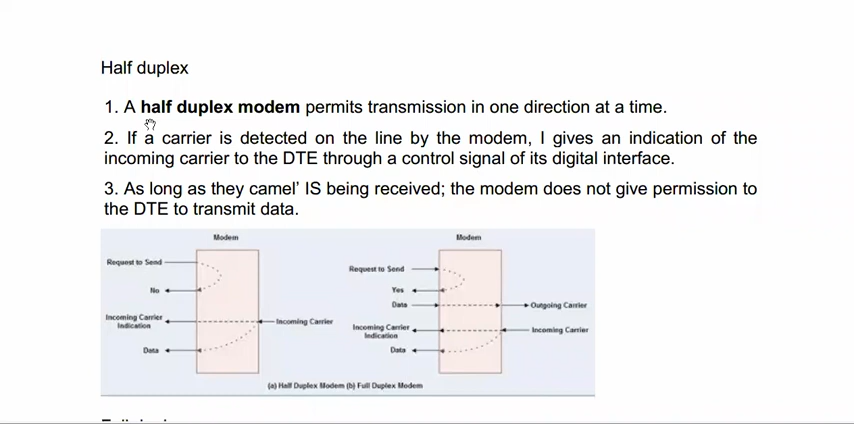 Half duplex
1. A half duplex modem permits transmission in one direction at a time.
2. If a carrier is detected on the line by the modem, I gives an indication of the
incoming carrier to the DTE through a control signal of its digital interface.
3. As long as they camel' IS being received; the modem does not give permission to
the DTE to transmit data.
Modem
Request to Send
No
Incoming Carrier
Indication
Incoming Carrier
Data
Modem
Request to Send
Yes
Data
Outgoing Carrier
Incoming Carrier
Indication
Incoming Carrier
Data
(a) Half Duplex Modem (b) Full Duplex Modem